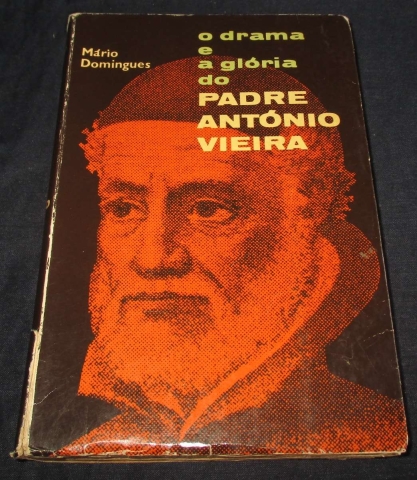 Mário
Domingues
o drama
e
a glória
do
PADRE
ANTÓNIO
VIEIRA